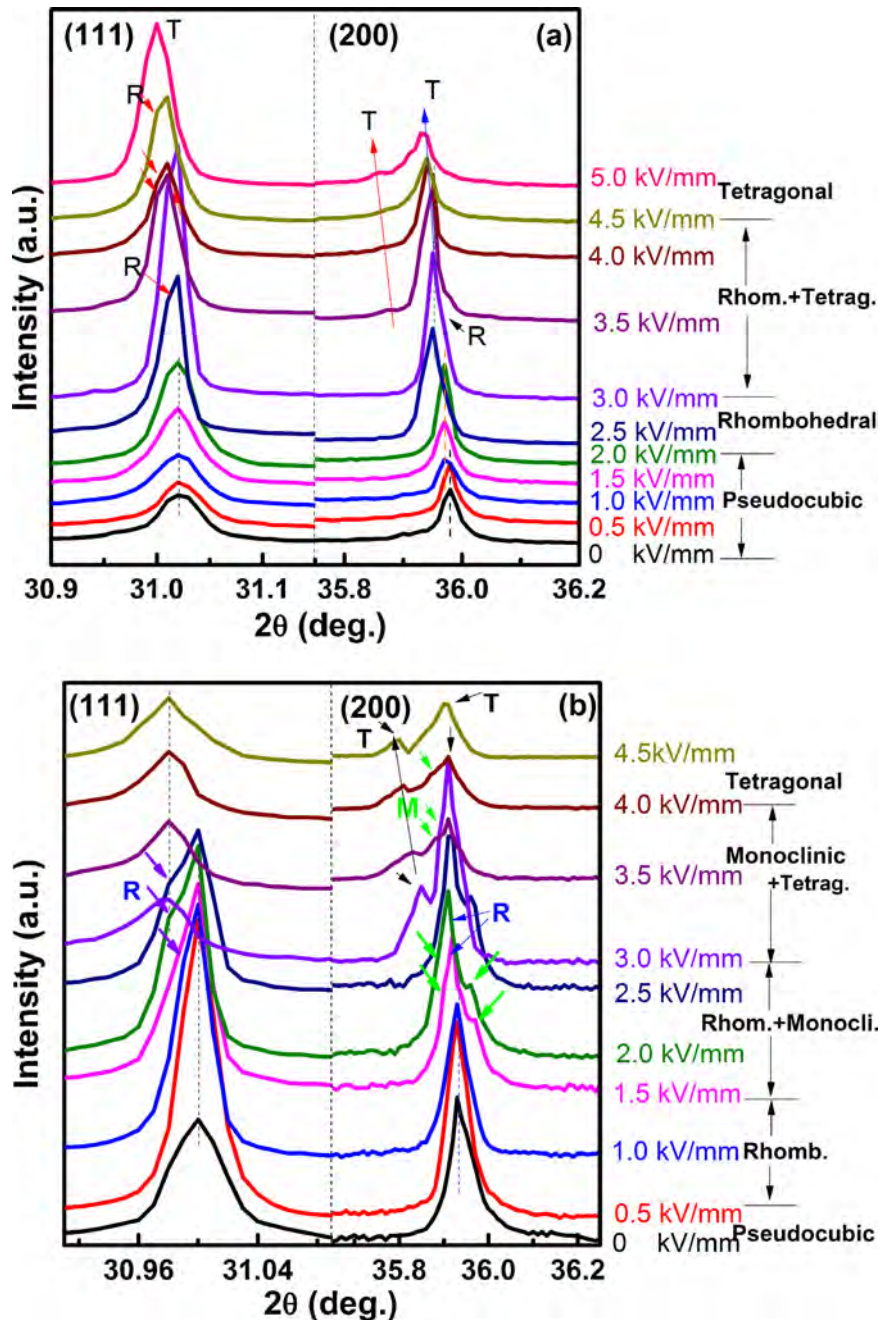 (111)
T
(200)
(a)
R
T
T
R
R
5.0 kV/mm
4.5 kV/mm
4.0 kV/mm
3.5 kV/mm
3.0 kV/mm
2.5 kV/mm
2.0 kV/mm
1.5 kV/mm
1.0 kV/mm
0.5 kV/mm
0 kV/mm
Tetragonal
Rhom.+Tetrag.
Rhombohedral
Pseudocubic
Intensity (a.u.)
30.9 31.0 31.1 35.8 36.0 36.2
2θ (deg.)
(111)
(200)
(b)
T
T
M
R
R
4.5kV/mm
4.0 kV/mm
3.5 kV/mm
3.0 kV/mm
2.5 kV/mm
2.0 kV/mm
1.5 kV/mm
1.0 kV/mm
0.5 kV/mm
0 kV/mm
Tetragonal
Monoclinic
+Tetrag.
Rhom.+Monocli.
Rhomb.
Pseudocubic
Intensity (a.u.)
30.96 31.04 35.8 36.0 36.2
2θ (deg.)